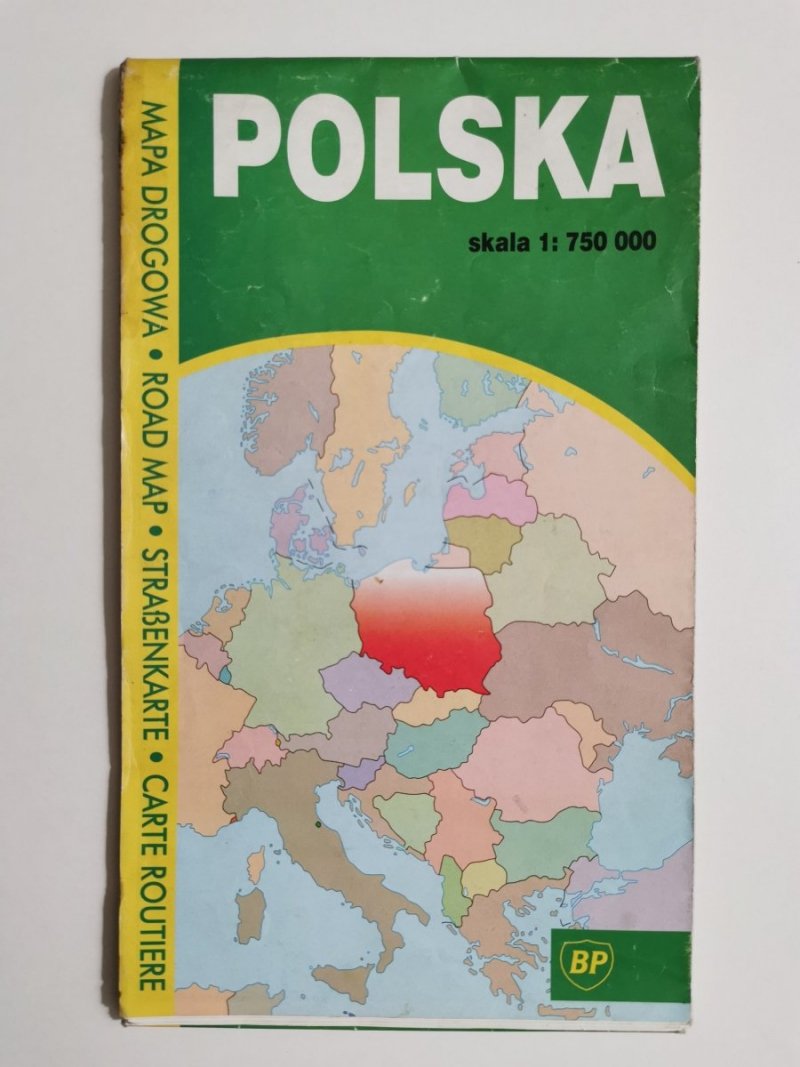 POLSKA
skala 1: 750 000
MAPA DROGOWA • ROAD MAP • STRAßENKARTE • CARTE ROUTIERE
BP